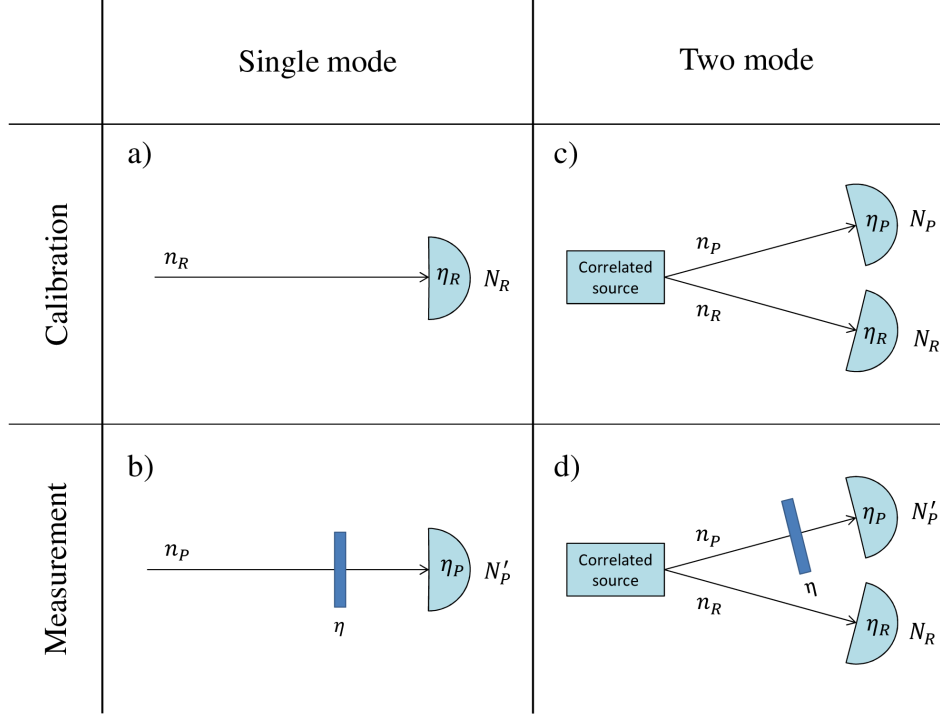 Single mode
Two mode
Calibration
a)
n_R
η_R
N_R
c)
Correlated
source
n_P
n_R
η_P
N_P
η_R
N_R
Measurement
b)
n_P
η
η_P
N′_P
d)
Correlated
source
n_P
n_R
η
η_P
N′_P
η_R
N_R